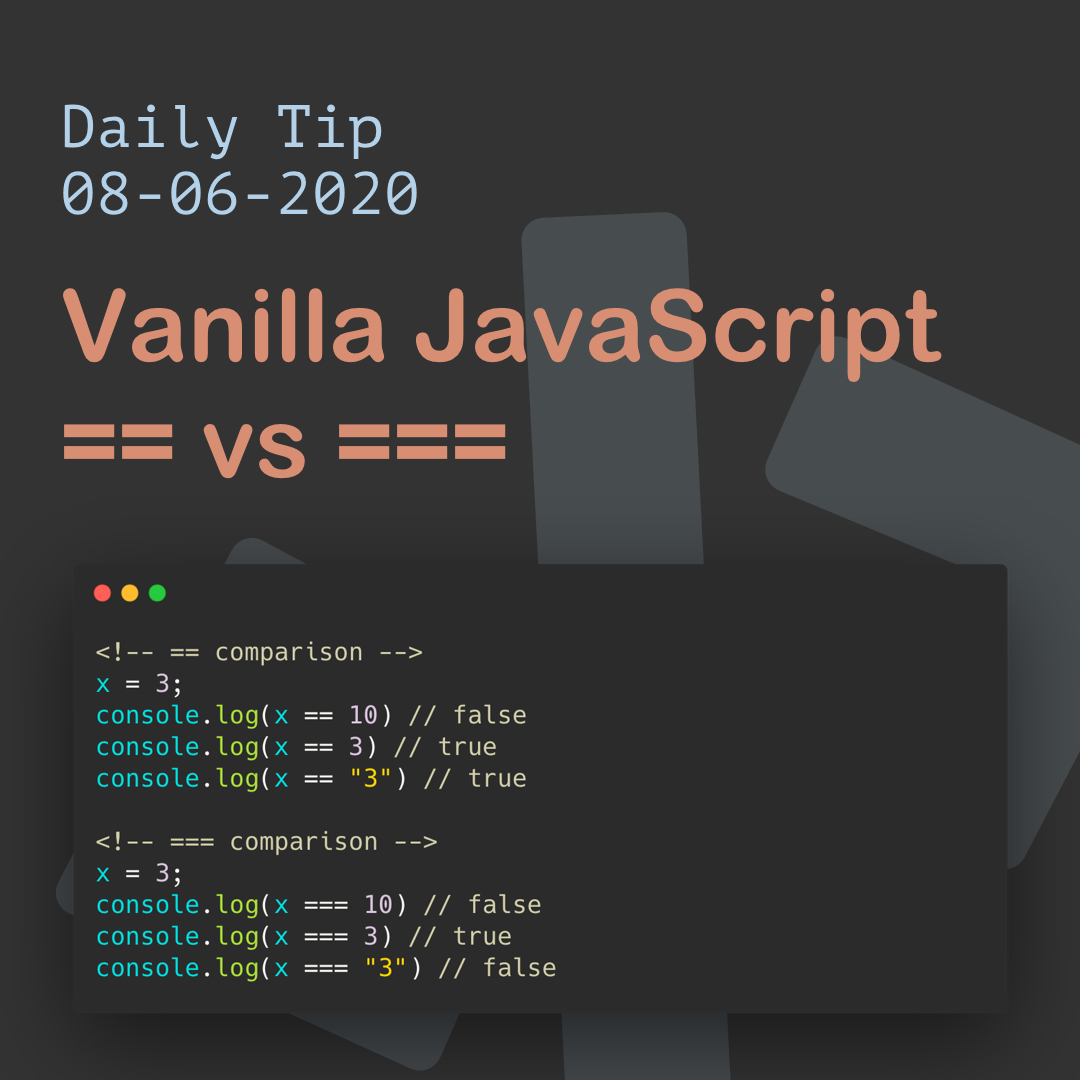 Daily Tip
08-06-2020
Vanilla JavaScript
== vs ===
<!-- == comparison -->
x = 3;
console.log(x == 10) // false
console.log(x == 3) // true
console.log(x == "3") // true
<!-- === comparison -->
x = 3;
console.log(x === 10) // false
console.log(x === 3) // true
console.log(x === "3") // false